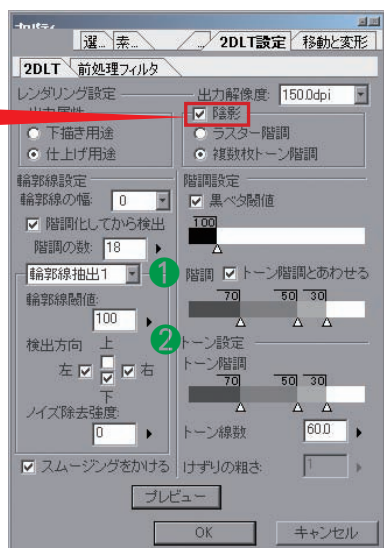 プロパティ
選... 素... ... 2DLT設定 移動と変形
2DLT 前処理フィルタ
レンダリング設定
出力解像度: 150.0dpi
出力属性
下描き用途
仕上げ用途
陰影
ラスター階調
複数枚トーン階調
輪郭線設定
輪郭線の幅: 0
階調化してから検出
階調の数: 18
輪郭線抽出1
1
輪郭線閾値:
100
2
検出方向 上
左 右
下
ノイズ除去強度:
0
スムージングをかける
階調設定
黒ベタ閾値
100
階調 トーン階調とあわせる
70 50 30
トーン設定
トーン階調
70 50 30
トーン線数 60.0
けずりの粗さ: 1
プレビュー
OK キャンセル